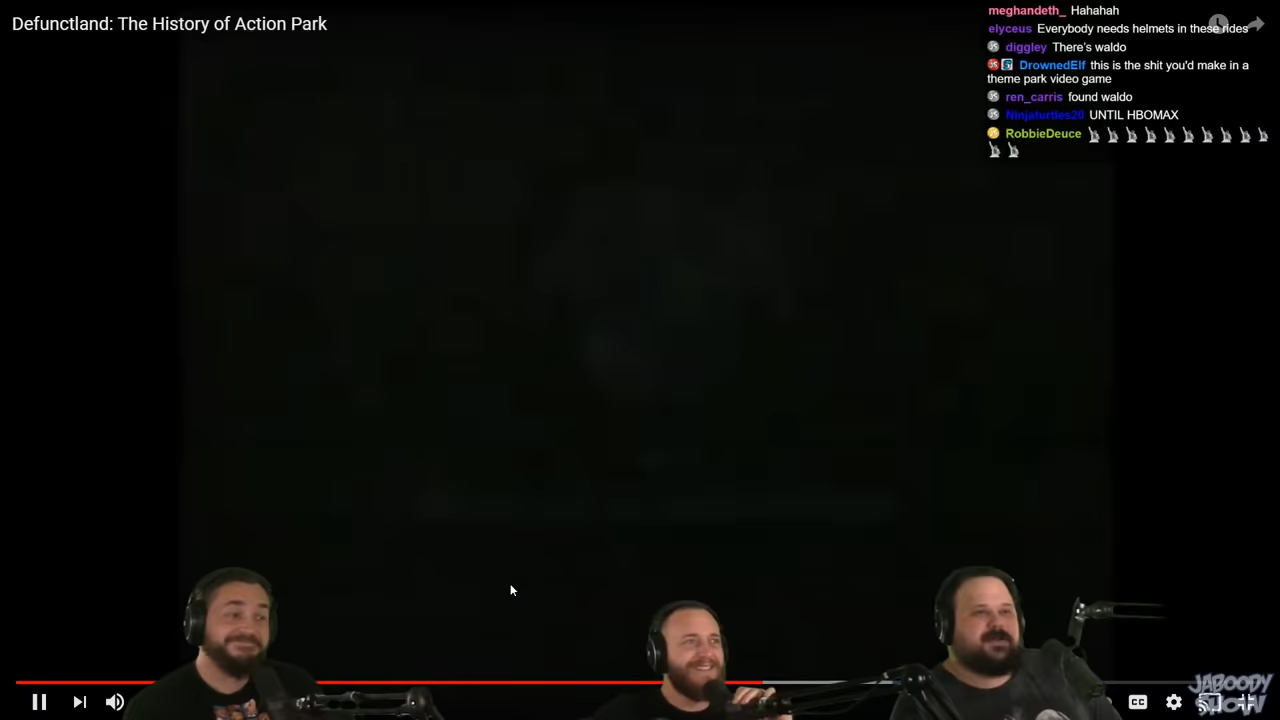 Defunctland: The History of Action Park
meghandeth_ Hahahah
elyceus Everybody needs helmets in these rides
diggley There's waldo
DrownedElf this is the shit you'd make in a
theme park video game
ren_carris found waldo
Ninjaturtles20 UNTIL HBOMAX
RobbieDeuce
CC
JABOODY
SHOW